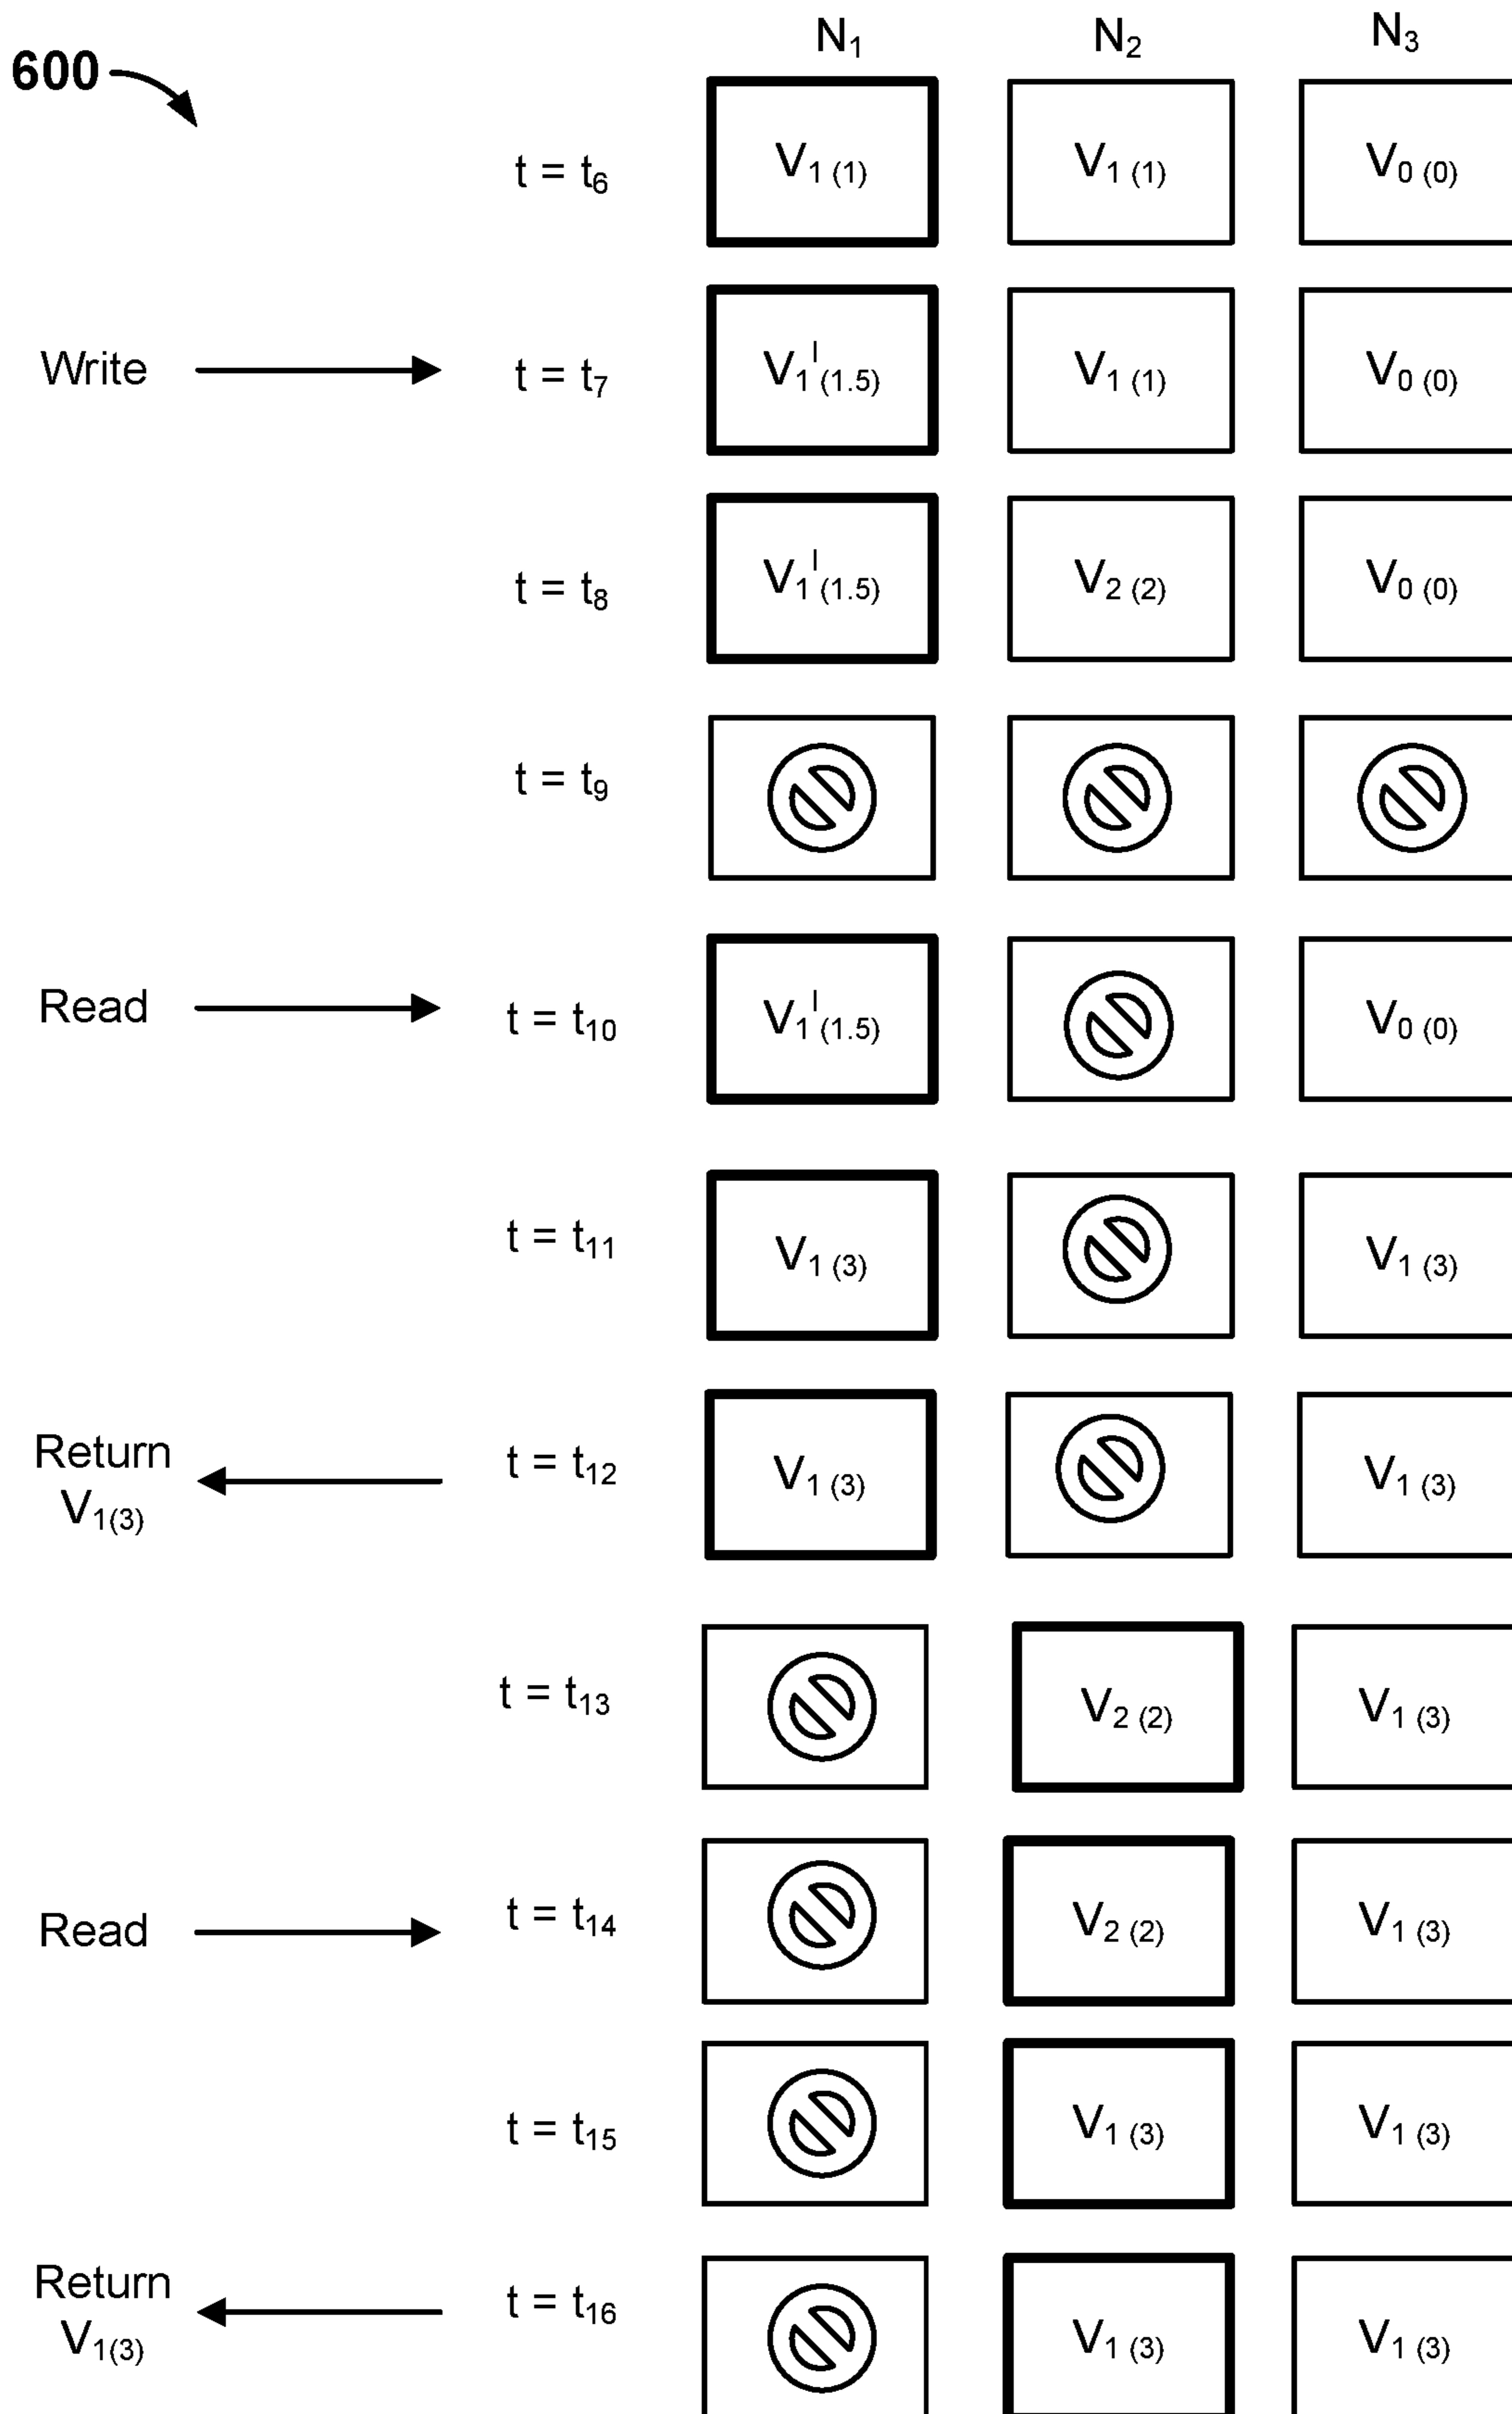 N₁ N₂ N₃
600
t = t₆ V₁ ₍₁₎ V₁ ₍₁₎ V₀ ₍₀₎
Write t = t₇ V₁ᴵ₍₁.₅₎ V₁ ₍₁₎ V₀ ₍₀₎
t = t₈ V₁ᴵ₍₁.₅₎ V₂ ₍₂₎ V₀ ₍₀₎
t = t₉
Read t = t₁₀ V₁ᴵ₍₁.₅₎ V₀ ₍₀₎
t = t₁₁ V₁ ₍₃₎ V₁ ₍₃₎
Return
V₁₍₃₎ t = t₁₂ V₁ ₍₃₎ V₁ ₍₃₎
t = t₁₃ V₂ ₍₂₎ V₁ ₍₃₎
Read t = t₁₄ V₂ ₍₂₎ V₁ ₍₃₎
t = t₁₅ V₁ ₍₃₎ V₁ ₍₃₎
Return
V₁₍₃₎ t = t₁₆ V₁ ₍₃₎ V₁ ₍₃₎